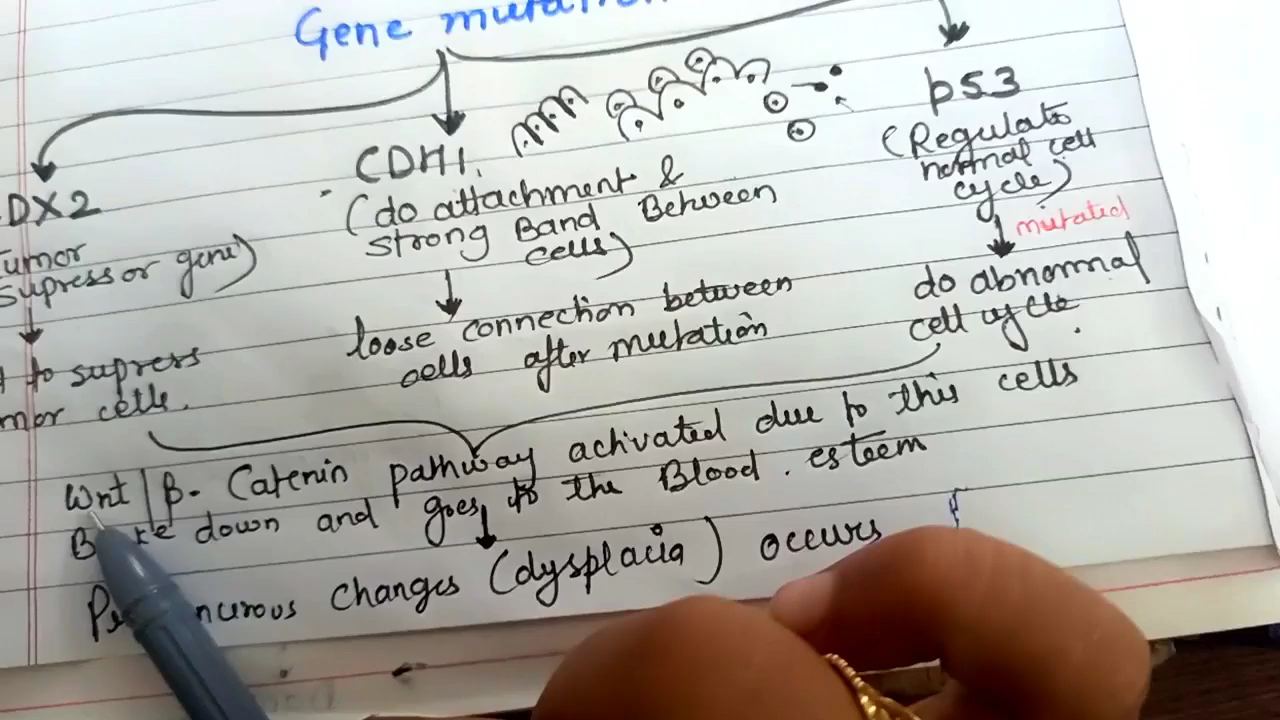 Gene mutation
p53
(Regulate
normal cell
cycle)
mutated
do abnormal
cell cycle.
CDH1.
(do attachment &
strong Band Between
cells)
loose connection between
cells after mutation
DX2
umor
supressor gene)
to supress
mor cells.
Wnt | β- Catenin pathway activated due to this cells
down and goes to the Blood . esteem
changes (dysplacia) occurs